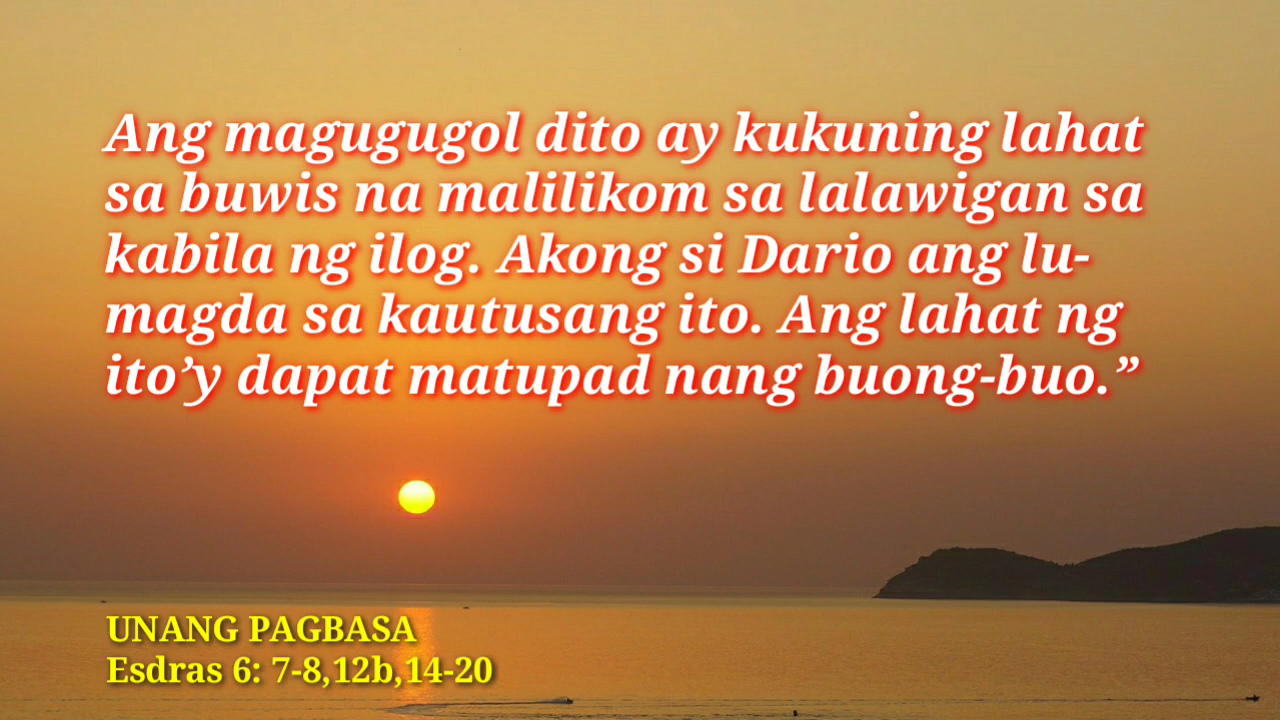 Ang magugugol dito ay kukuning lahat
sa buwis na malilikom sa lalawigan sa
kabila ng ilog. Akong si Dario ang lu-
magda sa kautusang ito. Ang lahat ng
ito’y dapat matupad nang buong-buo.”
UNANG PAGBASA
Esdras 6: 7-8,12b,14-20